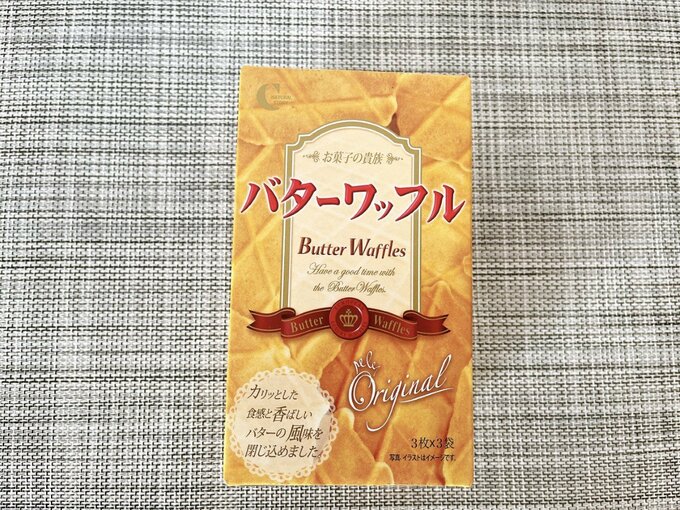 お菓子の貴族
バターワッフル
Butter Waffles
Have a good time with
the Butter Waffles.
Butter Waffles
Original
カリッとした
食感と香ばしい
バターの風味を
閉じ込めました。
3枚×3袋
写真・イラストはイメージです。